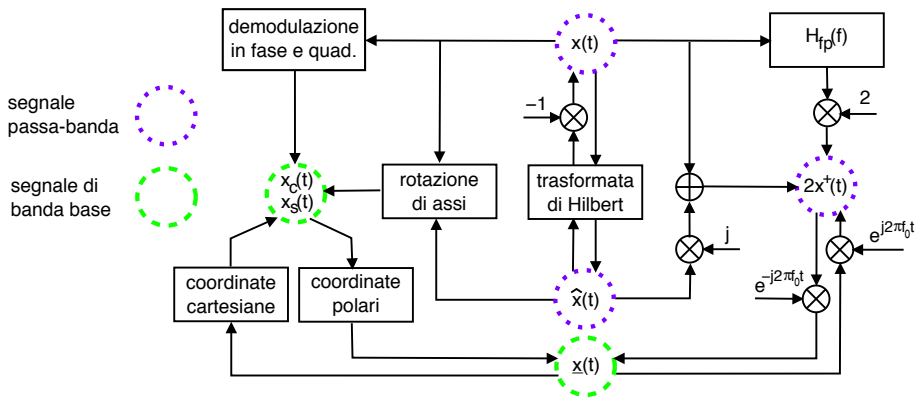 demodulazione
in fase e quad.
x(t)
H_fp(f)
segnale
passa-banda
−1
2
segnale di
banda base
x_c(t)
x_s(t)
rotazione
di assi
trasformata
di Hilbert
2x⁺(t)
j
e^{j2πf₀t}
coordinate
cartesiane
coordinate
polari
x̂(t)
e^{-j2πf₀t}
x̲(t)